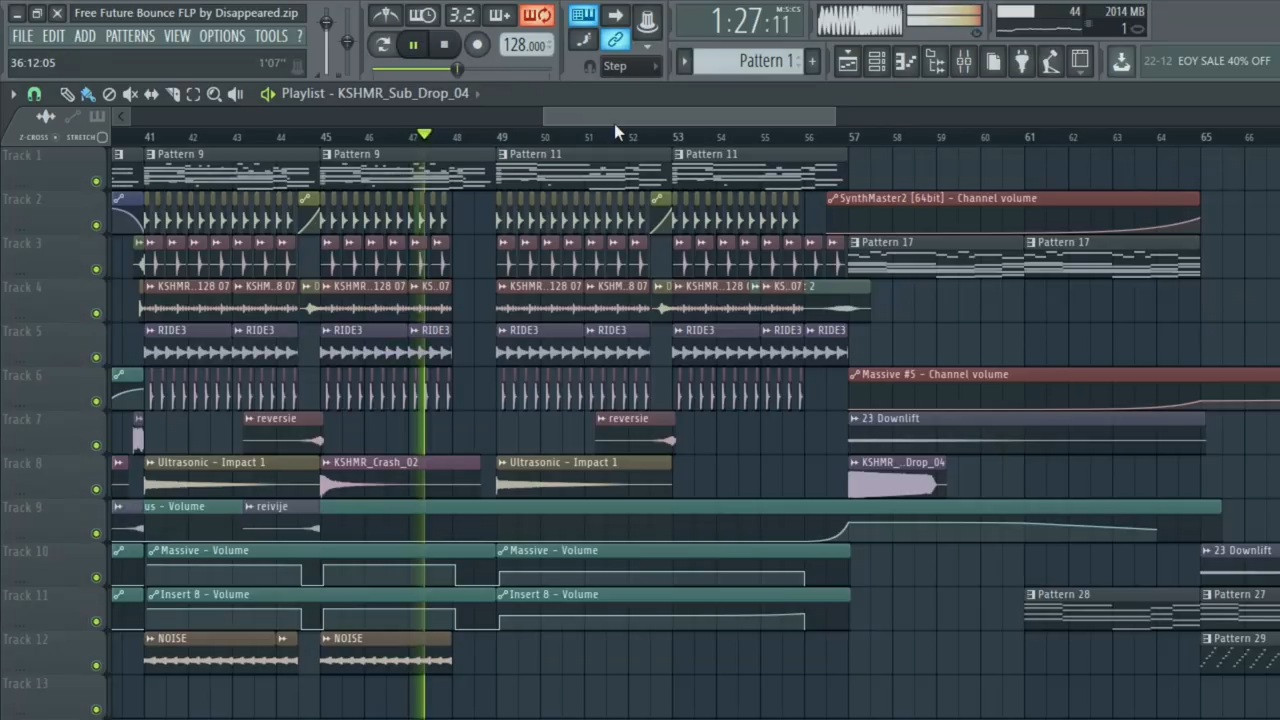 Free Future Bounce FLP by Disappeared.zip
3.2.
1:27:11
M:S:CS
44
2014 MB
1
FILE EDIT ADD PATTERNS VIEW OPTIONS TOOLS ?
128.000
36:12:05
1'07"
Step
Pattern 1
22-12 EOY SALE 40% OFF
Playlist - KSHMR_Sub_Drop_04
Z-CROSS STRETCH
41 42 43 44 45 46 47 48 49 50 51 52 53 54 55 56 57 58 59 60 61 62 63 64 65 66
Track 1
Pattern 9
Pattern 9
Pattern 11
Pattern 11
Track 2
SynthMaster2 [64bit] - Channel volume
Track 3
Pattern 17
Pattern 17
Track 4
KSHMR..128 07
KSHM..8 07
KSHMR..128 07
KS..07
KSHMR..128 07
KSHM..8 07
KSHMR..128
KS..07
2
Track 5
RIDE3
RIDE3
RIDE3
RIDE3
RIDE3
RIDE3
RIDE3
RIDE3
RIDE3
Track 6
Massive #5 - Channel volume
Track 7
reversie
reversie
23 Downlift
Track 8
Ultrasonic - Impact 1
KSHMR_Crash_02
Ultrasonic - Impact 1
KSHMR_..Drop_04
Track 9
us - Volume
reivije
Track 10
Massive - Volume
Massive - Volume
23 Downlift
Track 11
Insert 8 - Volume
Insert 8 - Volume
Pattern 28
Pattern 27
Track 12
NOISE
NOISE
Pattern 29
Track 13